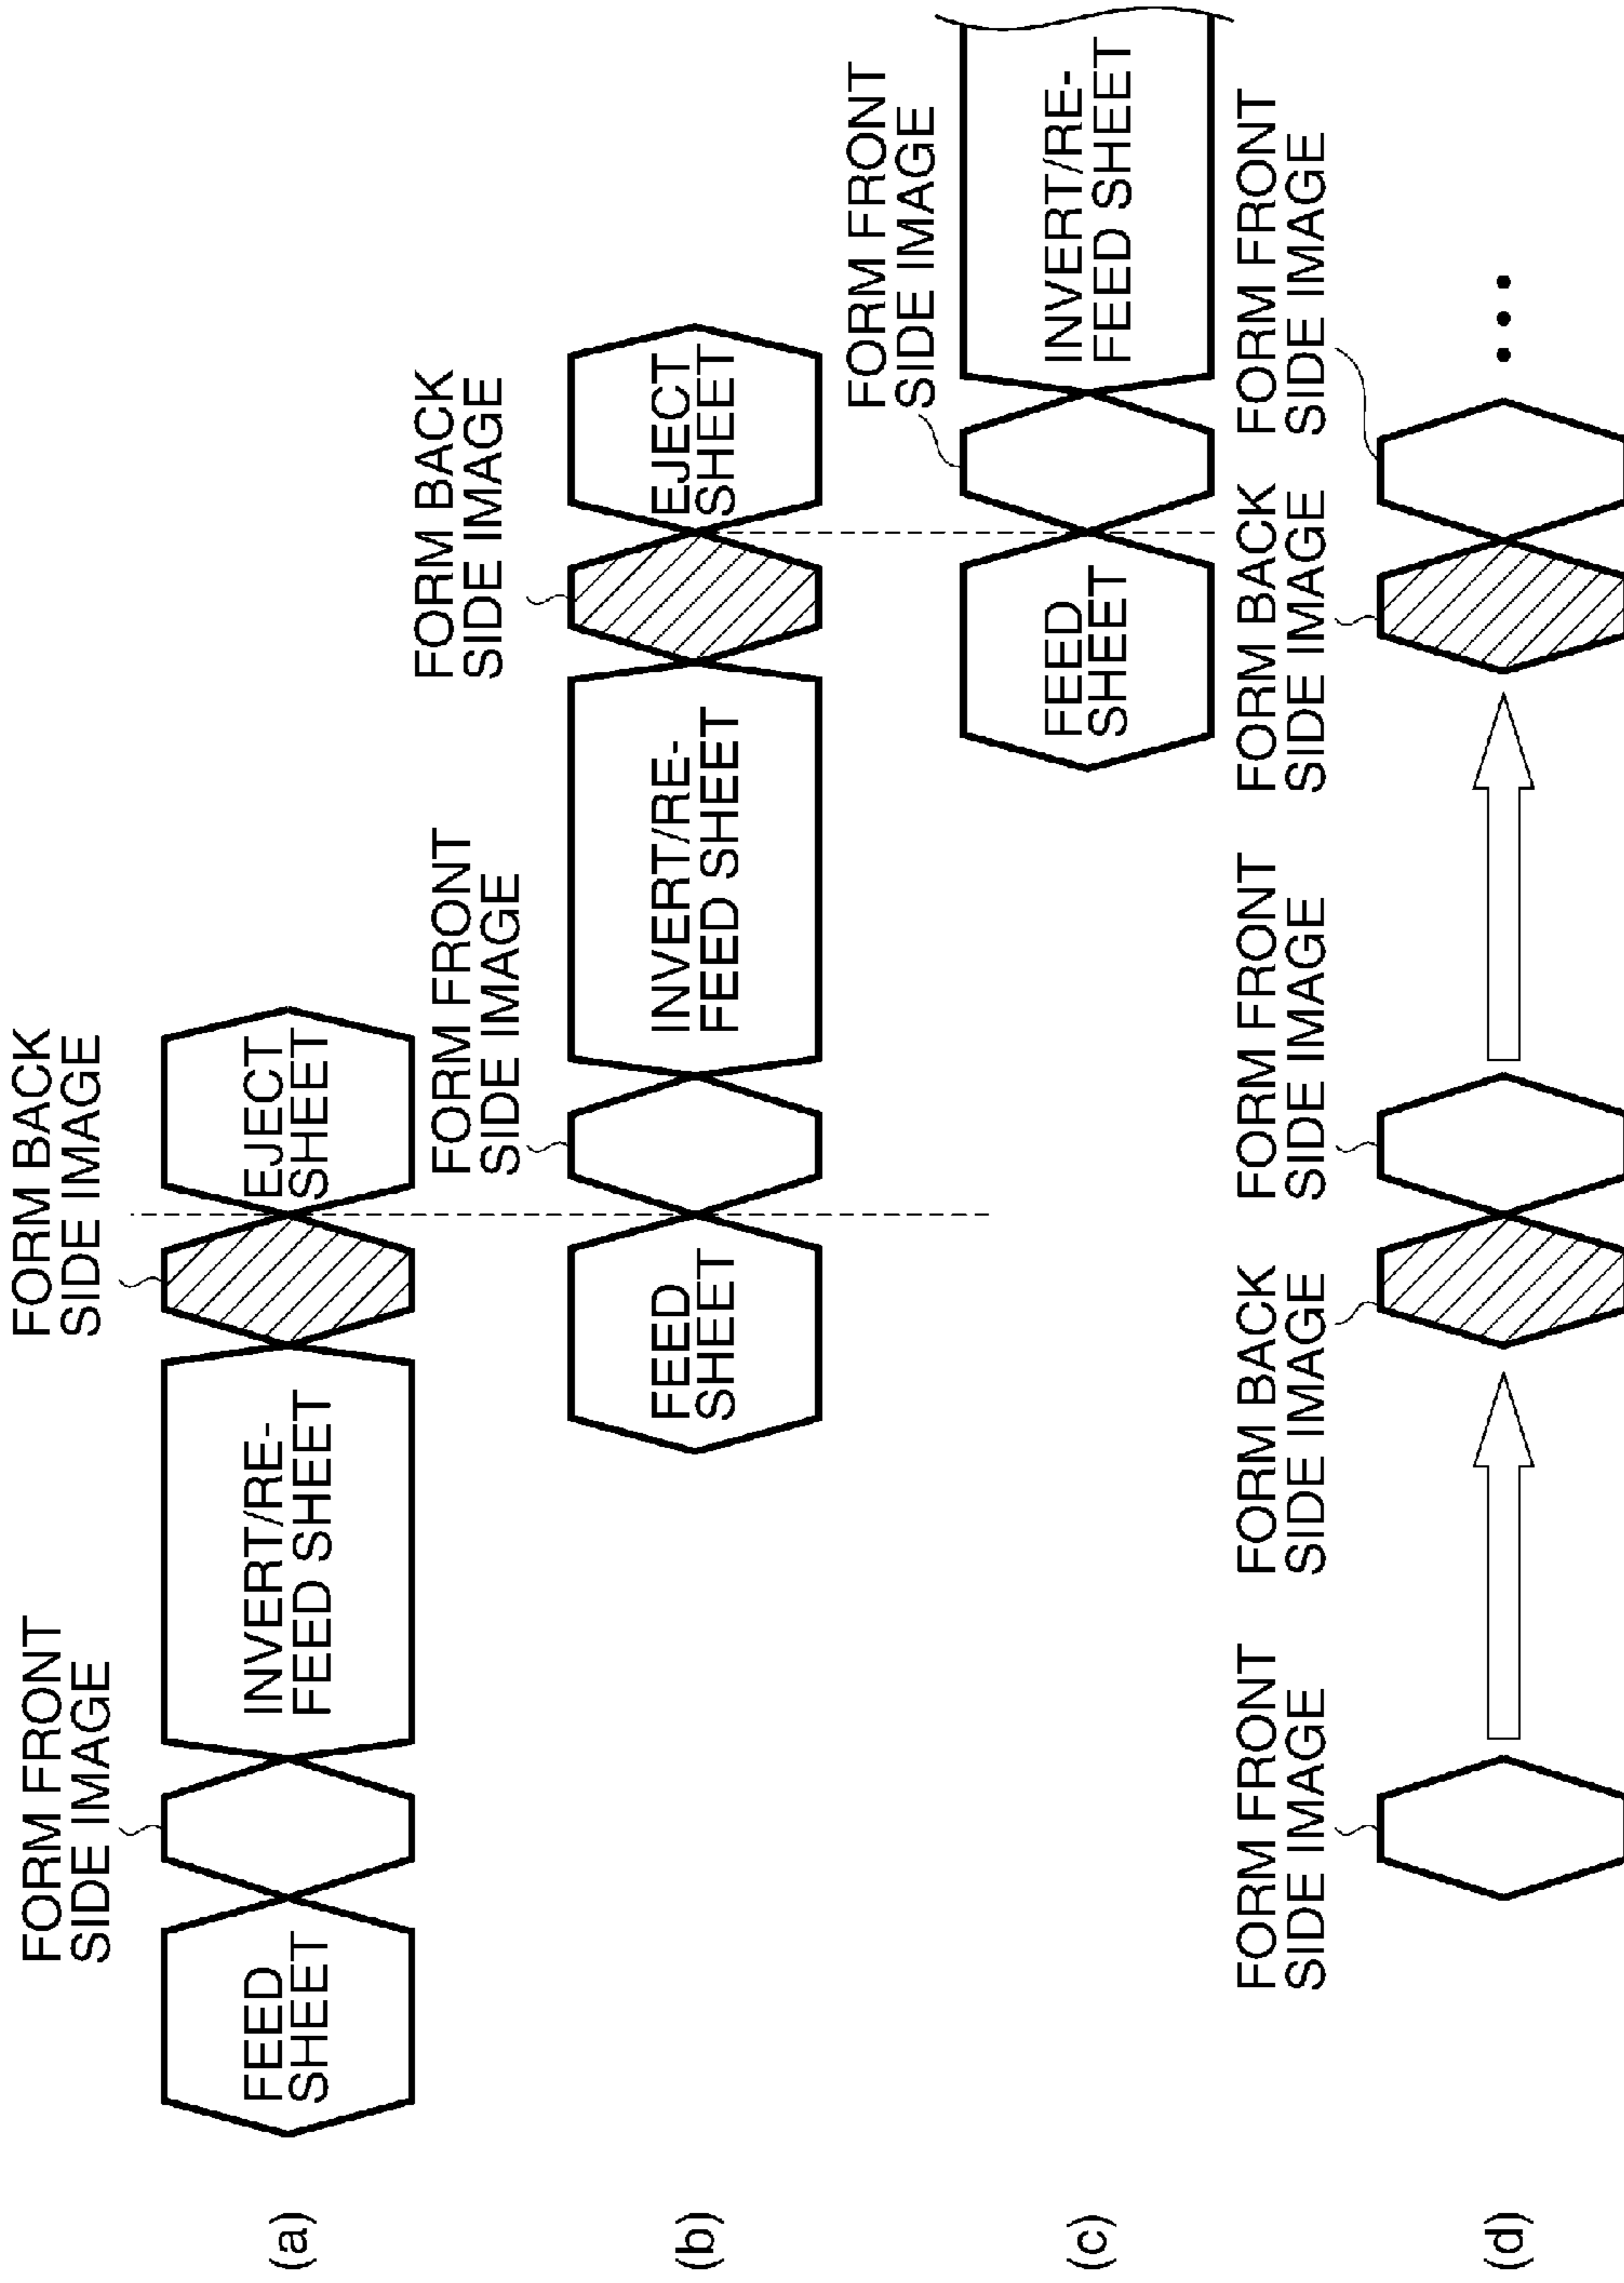 (a)
FEED
SHEET
FORM FRONT
SIDE IMAGE
INVERT/RE-
FEED SHEET
FORM BACK
SIDE IMAGE
EJECT
SHEET
(b)
FEED
SHEET
FORM FRONT
SIDE IMAGE
INVERT/RE-
FEED SHEET
FORM BACK
SIDE IMAGE
EJECT
SHEET
(c)
FEED
SHEET
FORM FRONT
SIDE IMAGE
INVERT/RE-
FEED SHEET
(d)
FORM FRONT
SIDE IMAGE
FORM BACK
SIDE IMAGE
FORM FRONT
SIDE IMAGE
FORM BACK
SIDE IMAGE
FORM FRONT
SIDE IMAGE